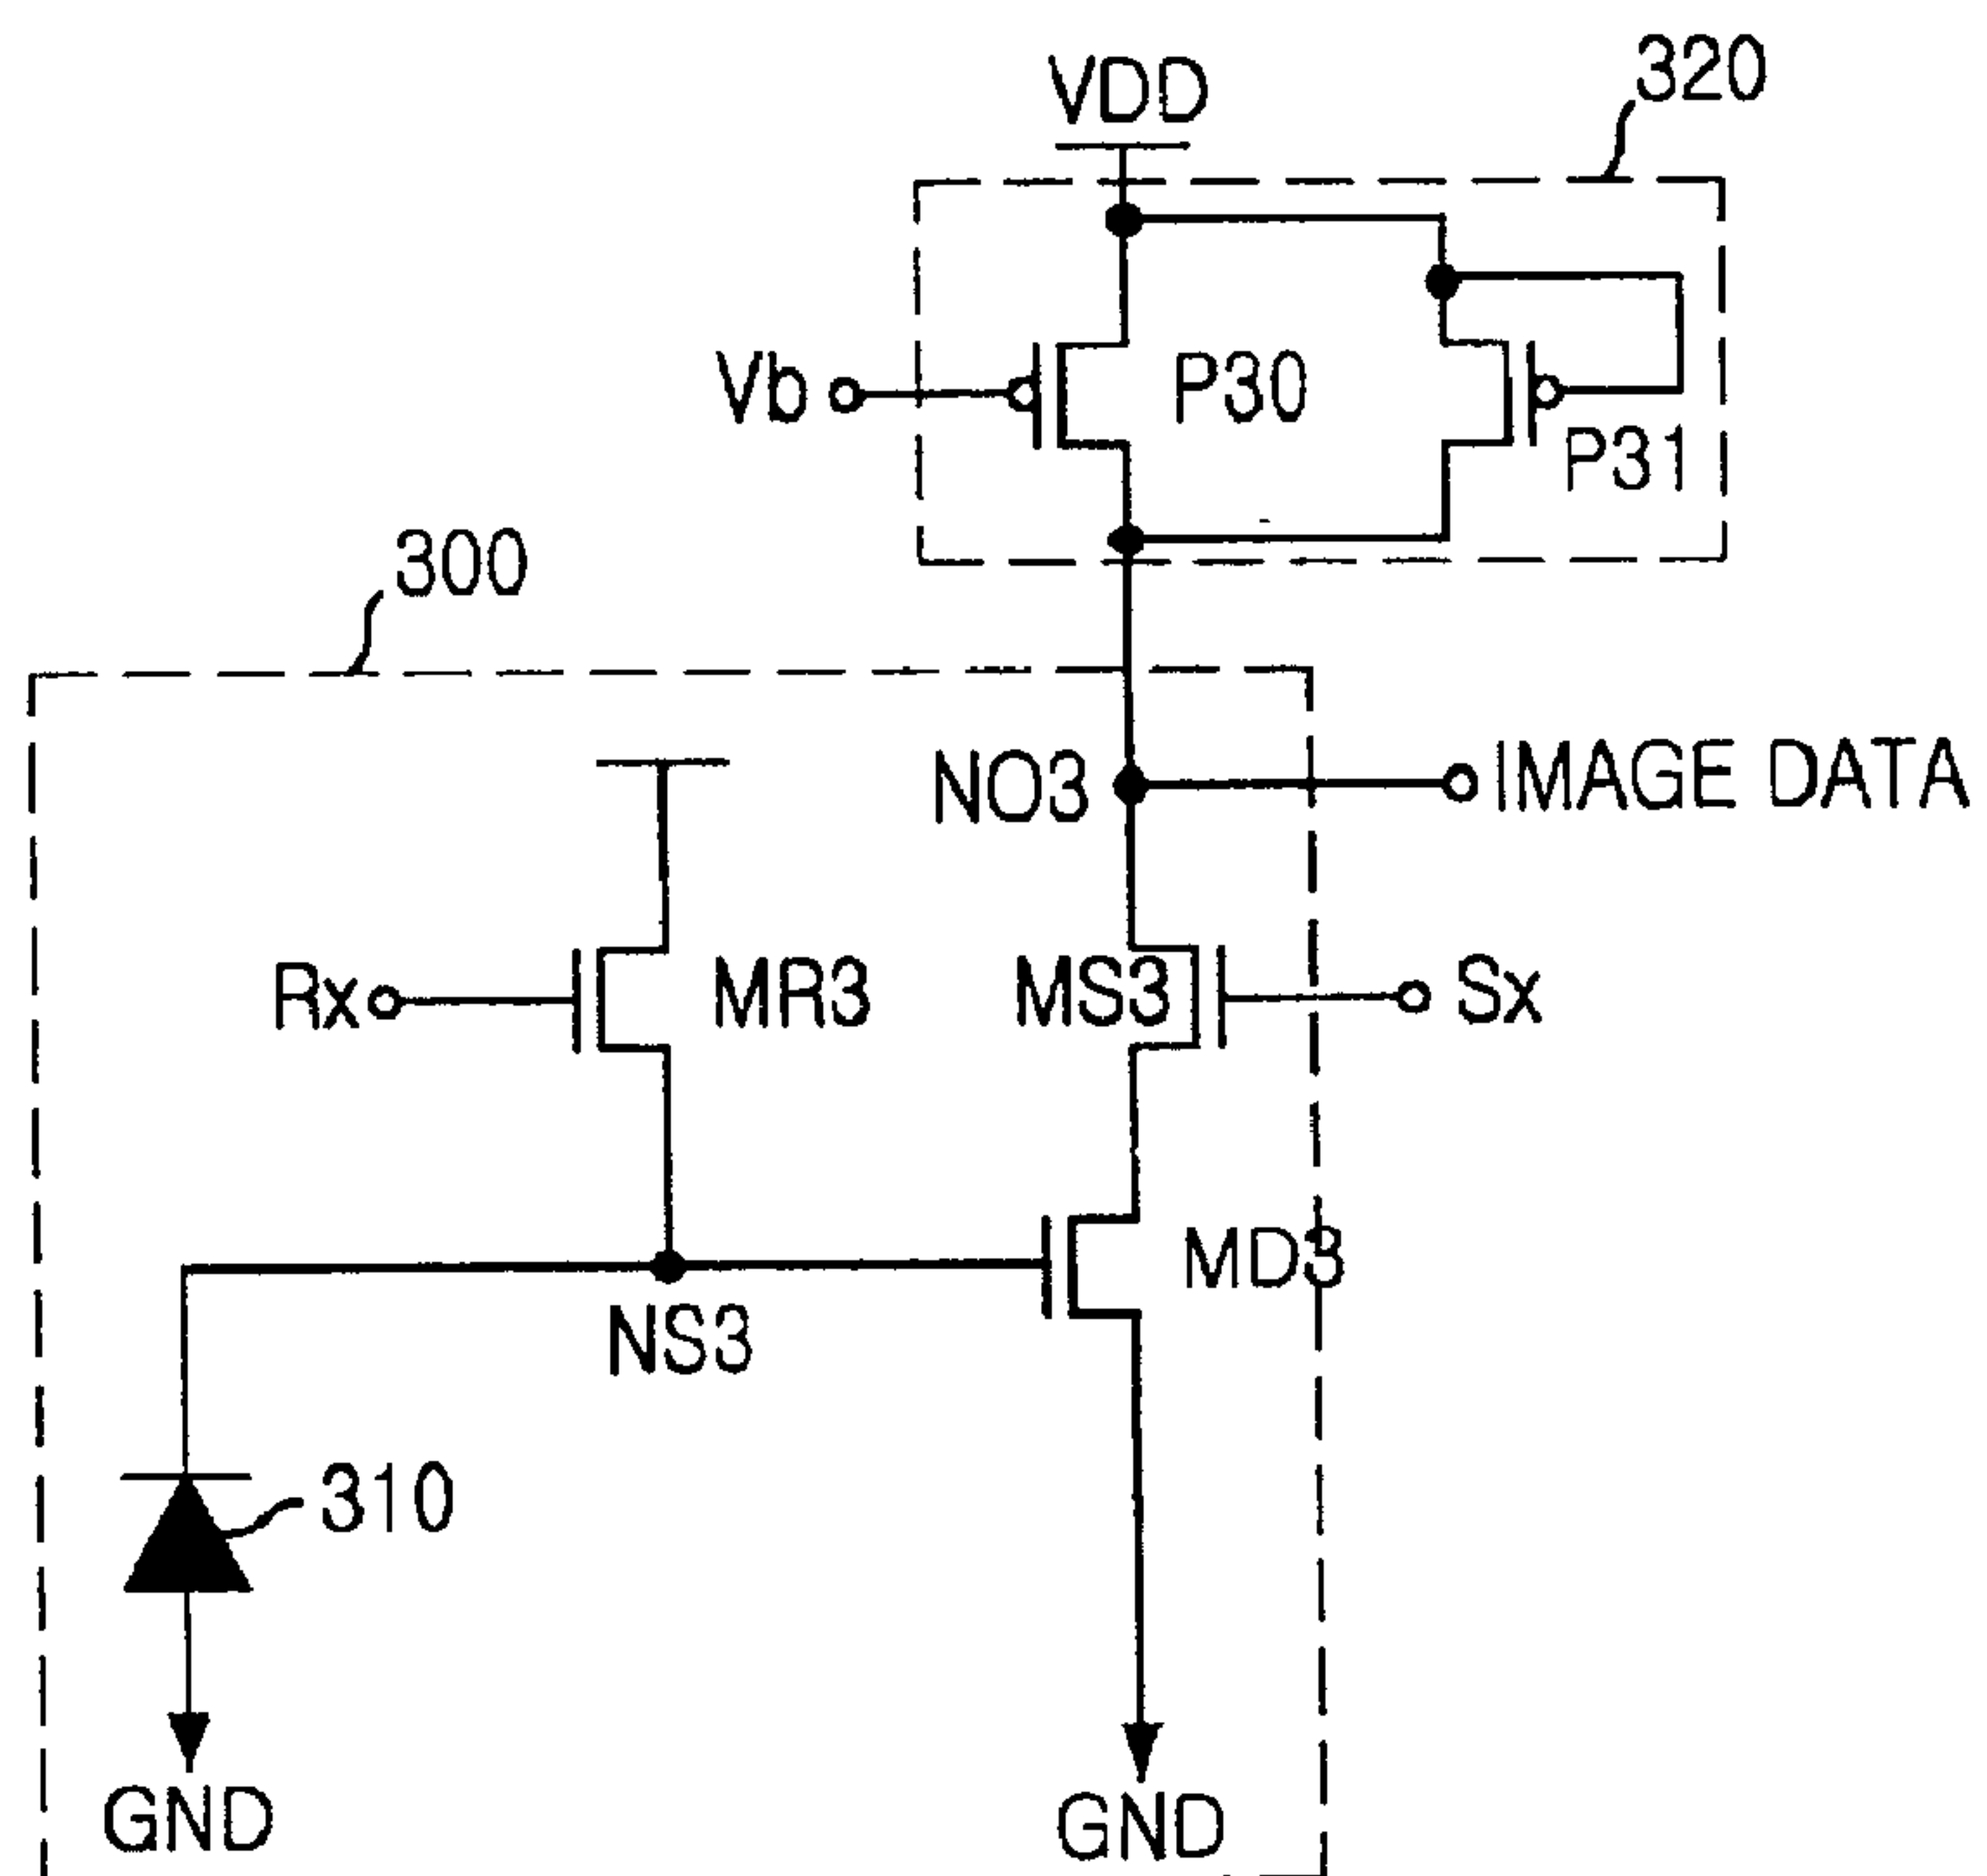 VDD
320
Vb
P30
P31
300
NO3
IMAGE DATA
Rx
MR3
MS3
Sx
MD3
NS3
310
GND
GND